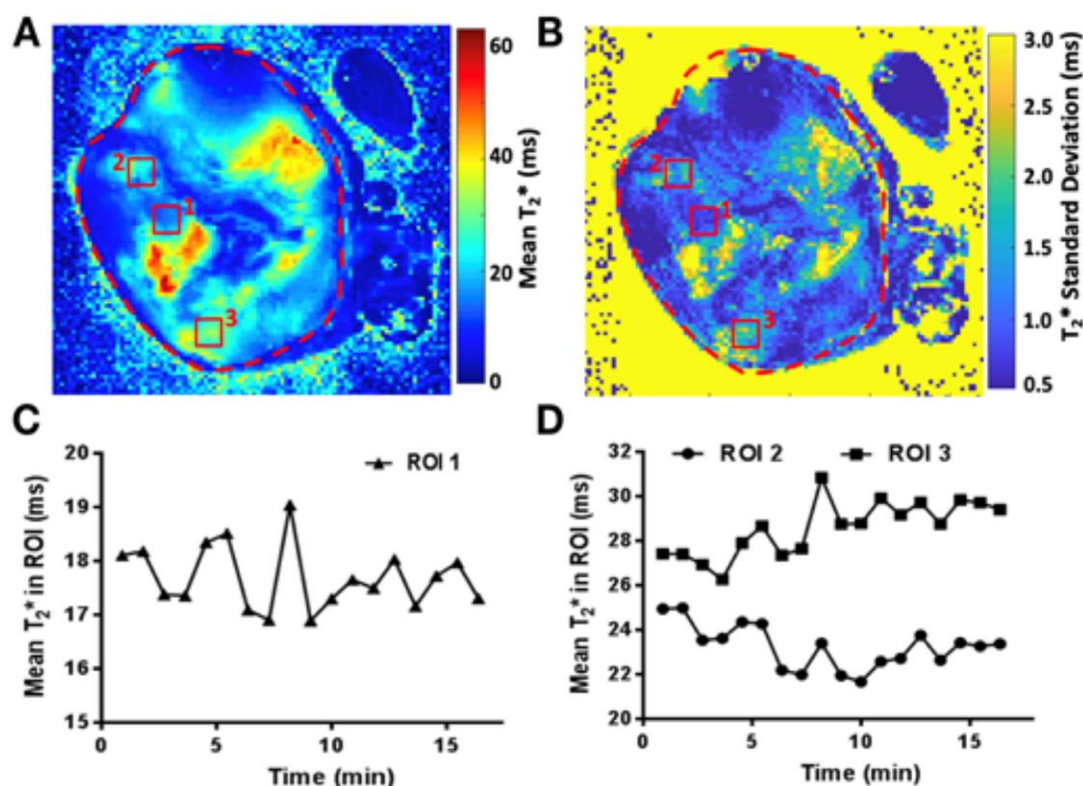 A
2
1
3
60
40
20
0
Mean T₂* (ms)
B
2
1
3
3.0
2.5
2.0
1.5
1.0
0.5
T₂* Standard Deviation (ms)
C
ROI 1
20
19
18
17
16
15
Mean T₂* in ROI (ms)
0 5 10 15
Time (min)
D
ROI 2 ROI 3
32
30
28
26
24
22
20
Mean T₂* in ROI (ms)
0 5 10 15
Time (min)